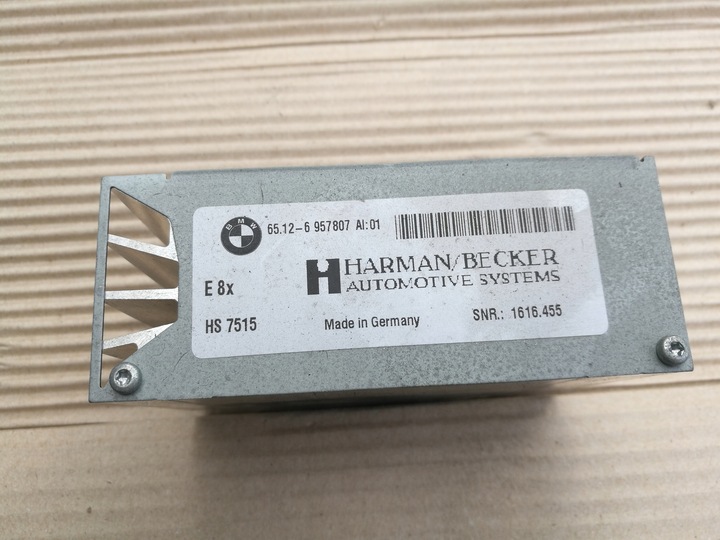 BMW
65.12-6 957807 AI:01
E 8x
HARMAN/BECKER
AUTOMOTIVE SYSTEMS
HS 7515
Made in Germany
SNR.: 1616.455